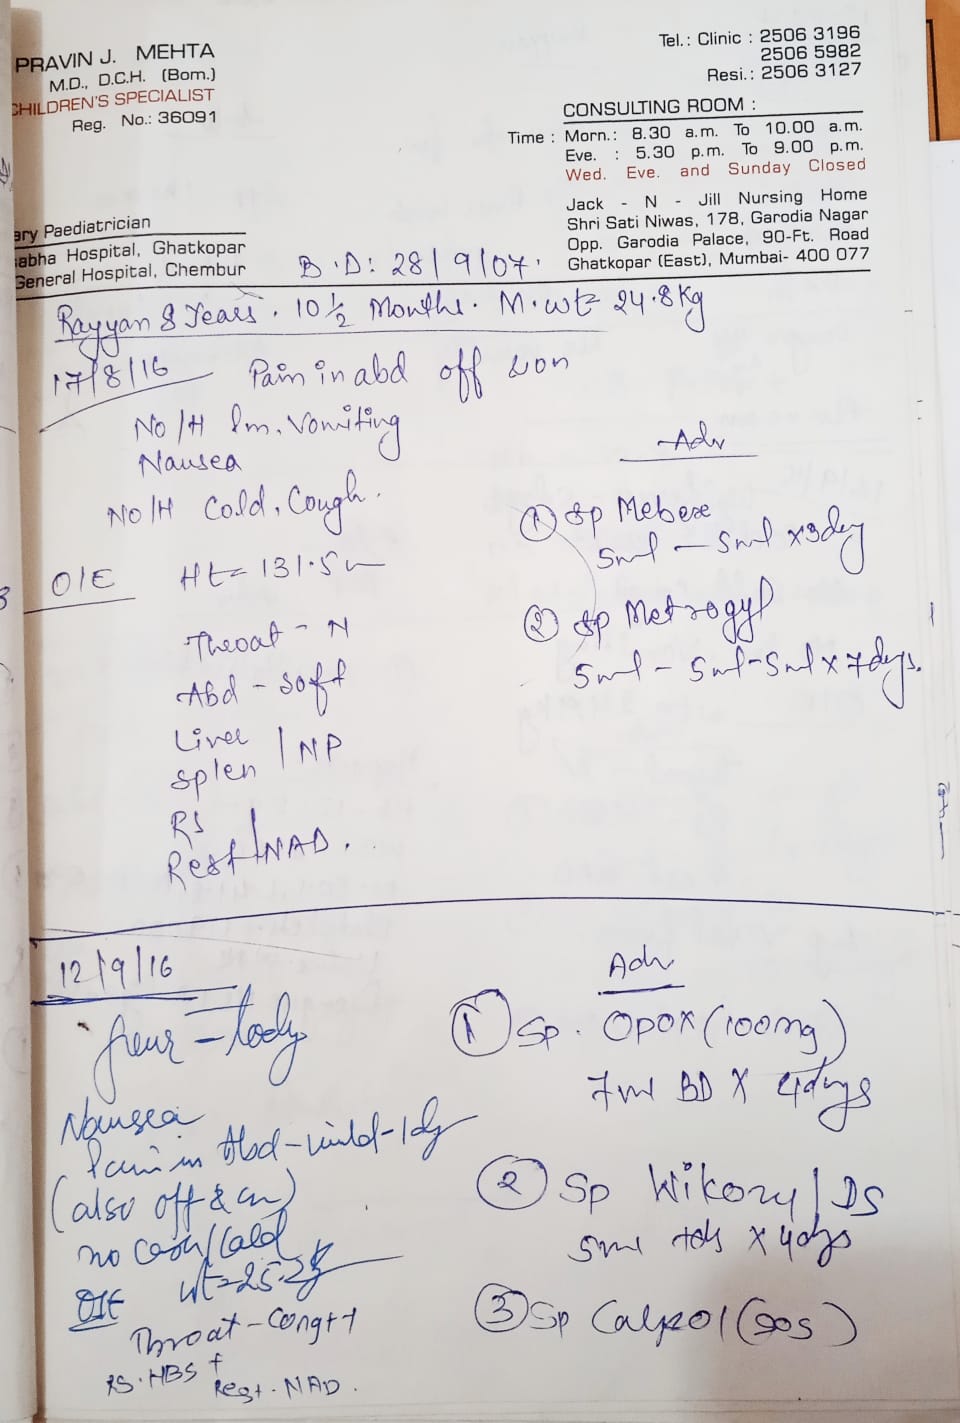 PRAVIN J. MEHTA
M.D., D.C.H. (Bom.)
CHILDREN'S SPECIALIST
Reg. No.: 36091
Tel.: Clinic : 2506 3196
2506 5982
Resi.: 2506 3127
CONSULTING ROOM :
Time : Morn.: 8.30 a.m. To 10.00 a.m.
Eve. : 5.30 p.m. To 9.00 p.m.
Wed. Eve. and Sunday Closed
Jack - N - Jill Nursing Home
Shri Sati Niwas, 178, Garodia Nagar
Opp. Garodia Palace, 90-Ft. Road
Ghatkopar (East), Mumbai- 400 077
ary Paediatrician
abha Hospital, Ghatkopar
General Hospital, Chembur
B.D: 28/9/07.
Rayyan 8 Years. 10 1/2 Months. M. wt = 24.8 kg
17/8/16
Pain in abd off & on
No/H Lm. Vomiting
Nausea
No/H Cold, Cough.
O/E Ht = 131.5
Throat - N
Abd - soft
Liver
Splen | NP
RS
Rest | NAD.
Adv
① Sp Mebex
5ml - 5ml x 3 day
② Sp Metrogyl
5ml - 5ml - 5ml x 7 days.
12/9/16
fever - today
Nausea
Pain in Abd - mild - 1 dy
(also off & on)
no Cough/Cold
O/E wt = 25.2 kg
Throat - Congt +
RS. HBS +
Rest. NAD.
Adv
① Sp. Opox (100mg)
7ml BD X 4 days
② Sp Wikory/DS
5ml tds x 4 days
③ Sp Calpol (sos)